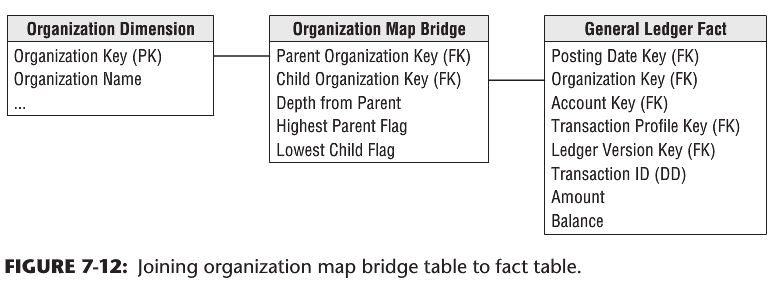 Organization Dimension
Organization Key (PK)
Organization Name
...
Organization Map Bridge
Parent Organization Key (FK)
Child Organization Key (FK)
Depth from Parent
Highest Parent Flag
Lowest Child Flag
General Ledger Fact
Posting Date Key (FK)
Organization Key (FK)
Account Key (FK)
Transaction Profile Key (FK)
Ledger Version Key (FK)
Transaction ID (DD)
Amount
Balance
FIGURE 7-12: Joining organization map bridge table to fact table.